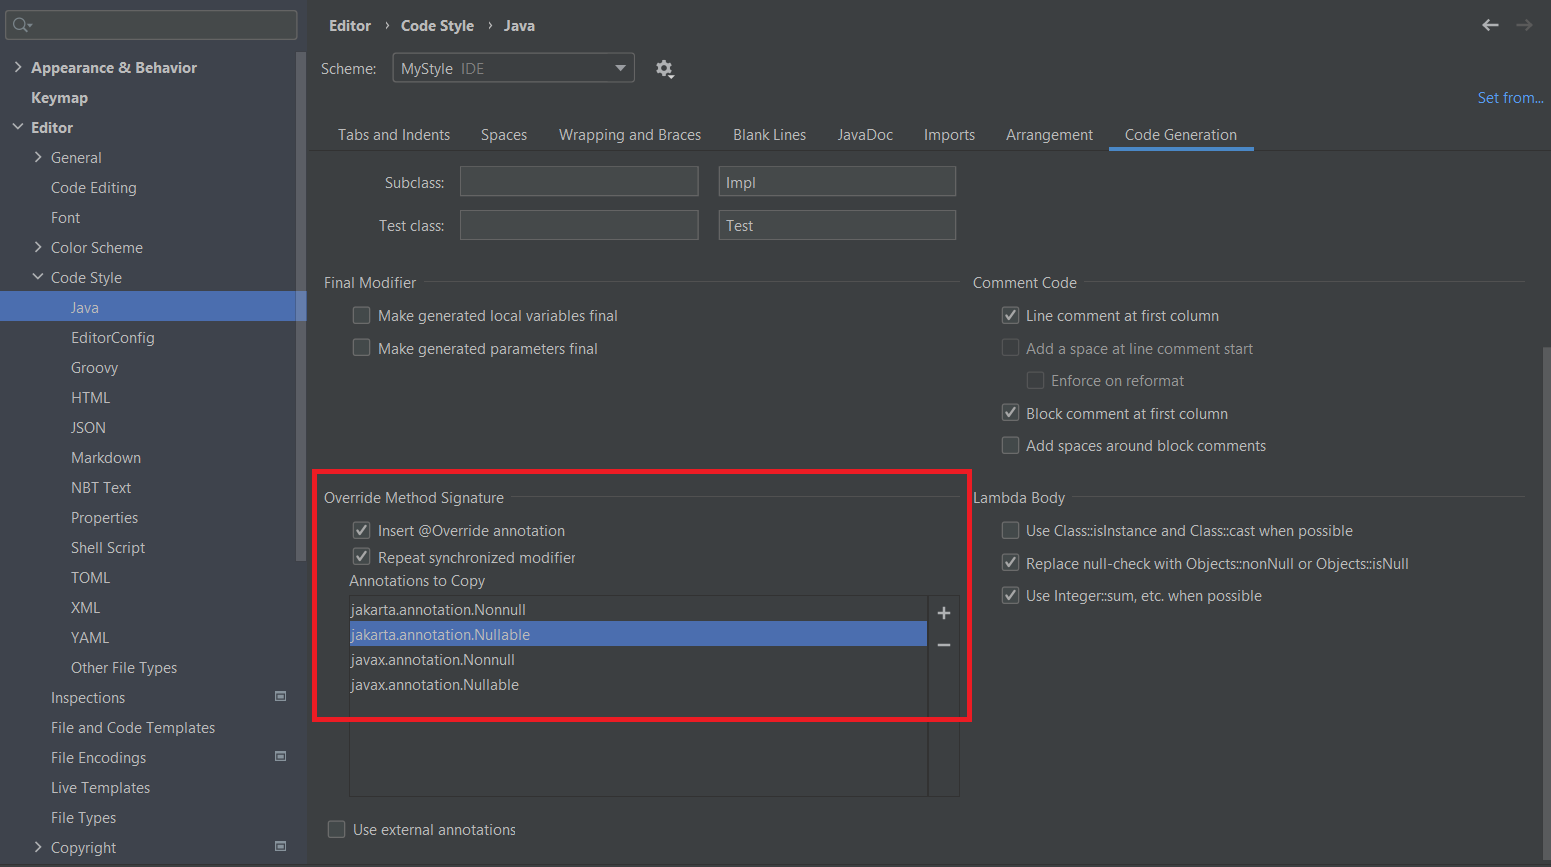 Appearance & Behavior
Keymap
Editor
General
Code Editing
Font
Color Scheme
Code Style
Java
EditorConfig
Groovy
HTML
JSON
Markdown
NBT Text
Properties
Shell Script
TOML
XML
YAML
Other File Types
Inspections
File and Code Templates
File Encodings
Live Templates
File Types
Copyright
Editor › Code Style › Java
Scheme: MyStyle IDE
Set from...
Tabs and Indents Spaces Wrapping and Braces Blank Lines JavaDoc Imports Arrangement Code Generation
Subclass: Impl
Test class: Test
Final Modifier
Make generated local variables final
Make generated parameters final
Comment Code
Line comment at first column
Add a space at line comment start
Enforce on reformat
Block comment at first column
Add spaces around block comments
Override Method Signature
Insert @Override annotation
Repeat synchronized modifier
Annotations to Copy
jakarta.annotation.Nonnull
jakarta.annotation.Nullable
javax.annotation.Nonnull
javax.annotation.Nullable
Lambda Body
Use Class::isInstance and Class::cast when possible
Replace null-check with Objects::nonNull or Objects::isNull
Use Integer::sum, etc. when possible
Use external annotations